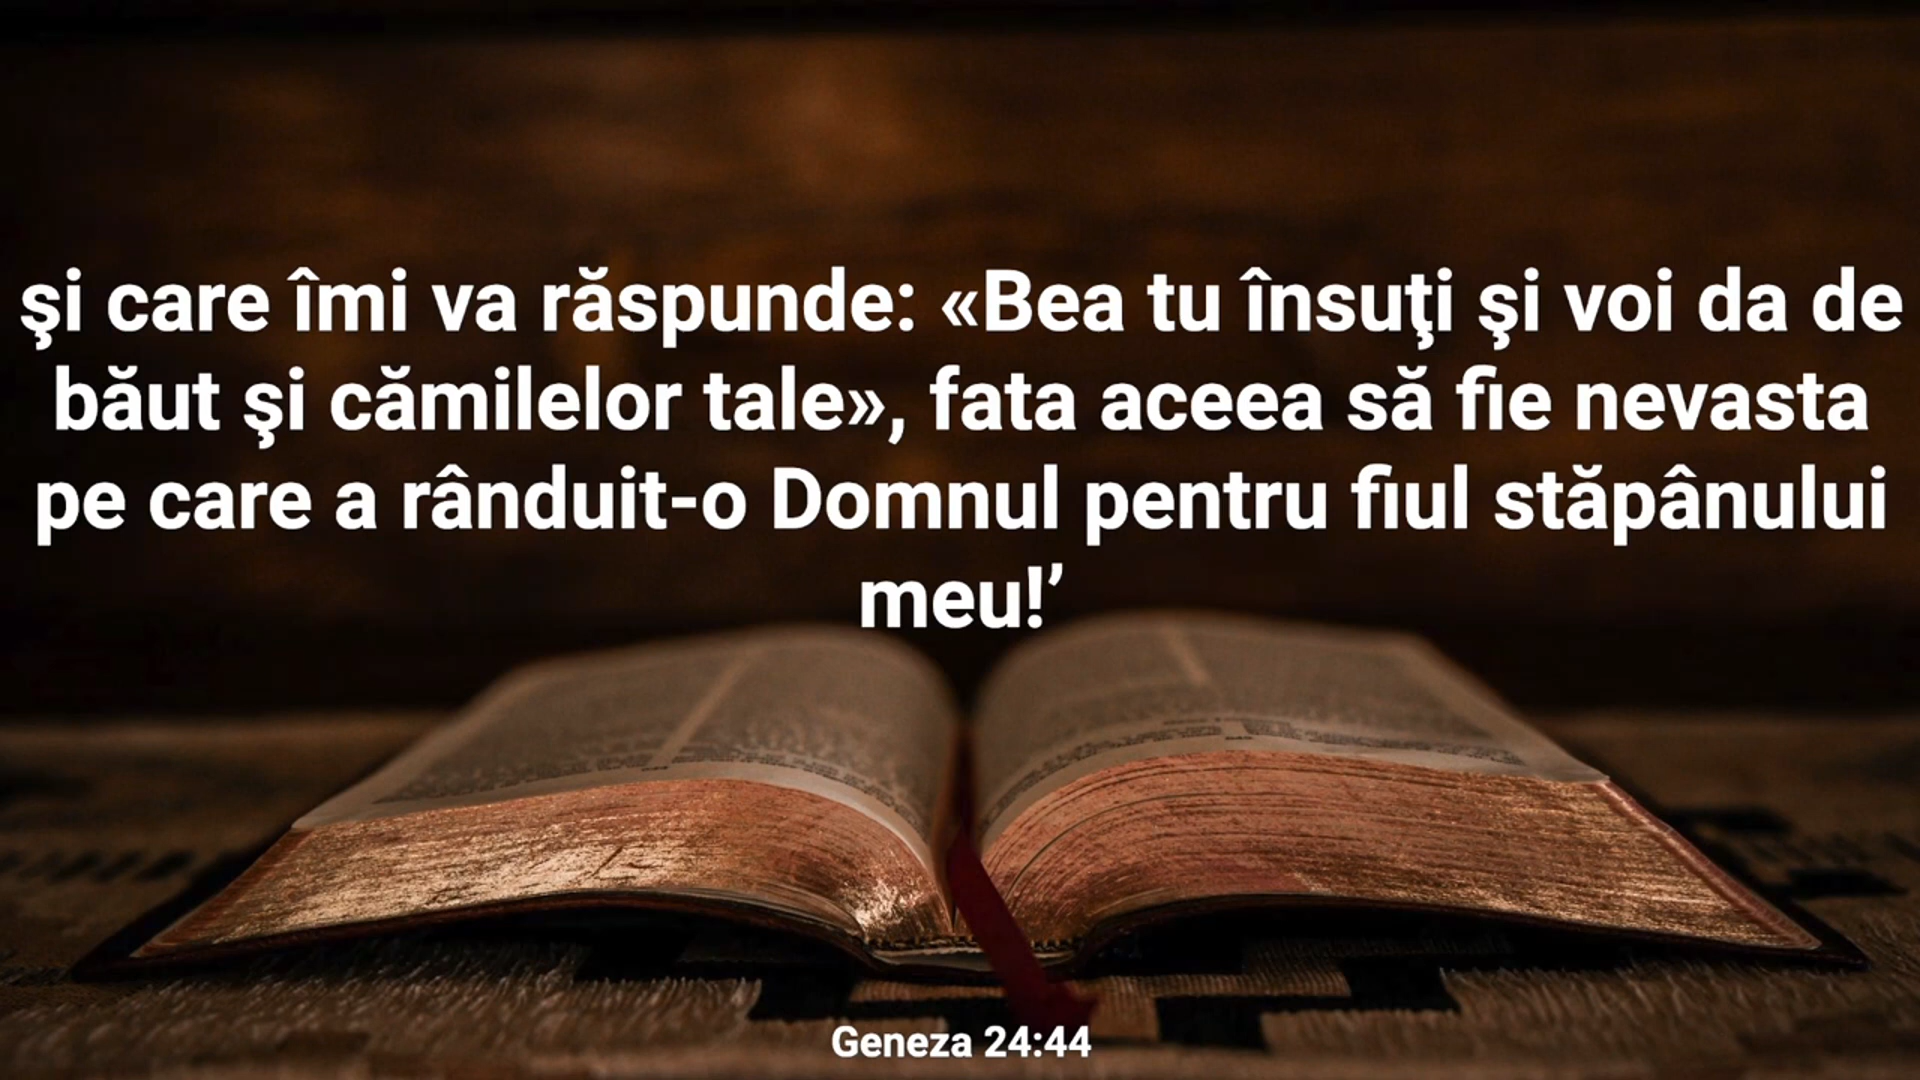 şi care îmi va răspunde: «Bea tu însuţi şi voi da de
băut şi cămilelor tale», fata aceea să fie nevasta
pe care a rânduit-o Domnul pentru fiul stăpânului
meu!’
Geneza 24:44